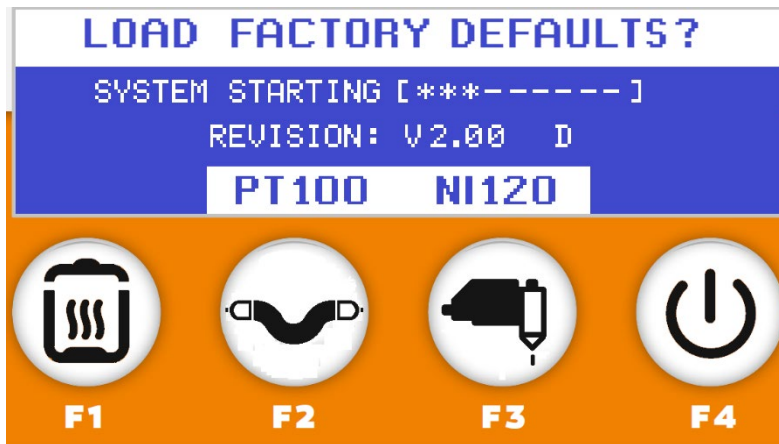 LOAD FACTORY DEFAULTS?
SYSTEM STARTING [***------]
REVISION: V2.00 D
PT100 NI120
F1 F2 F3 F4